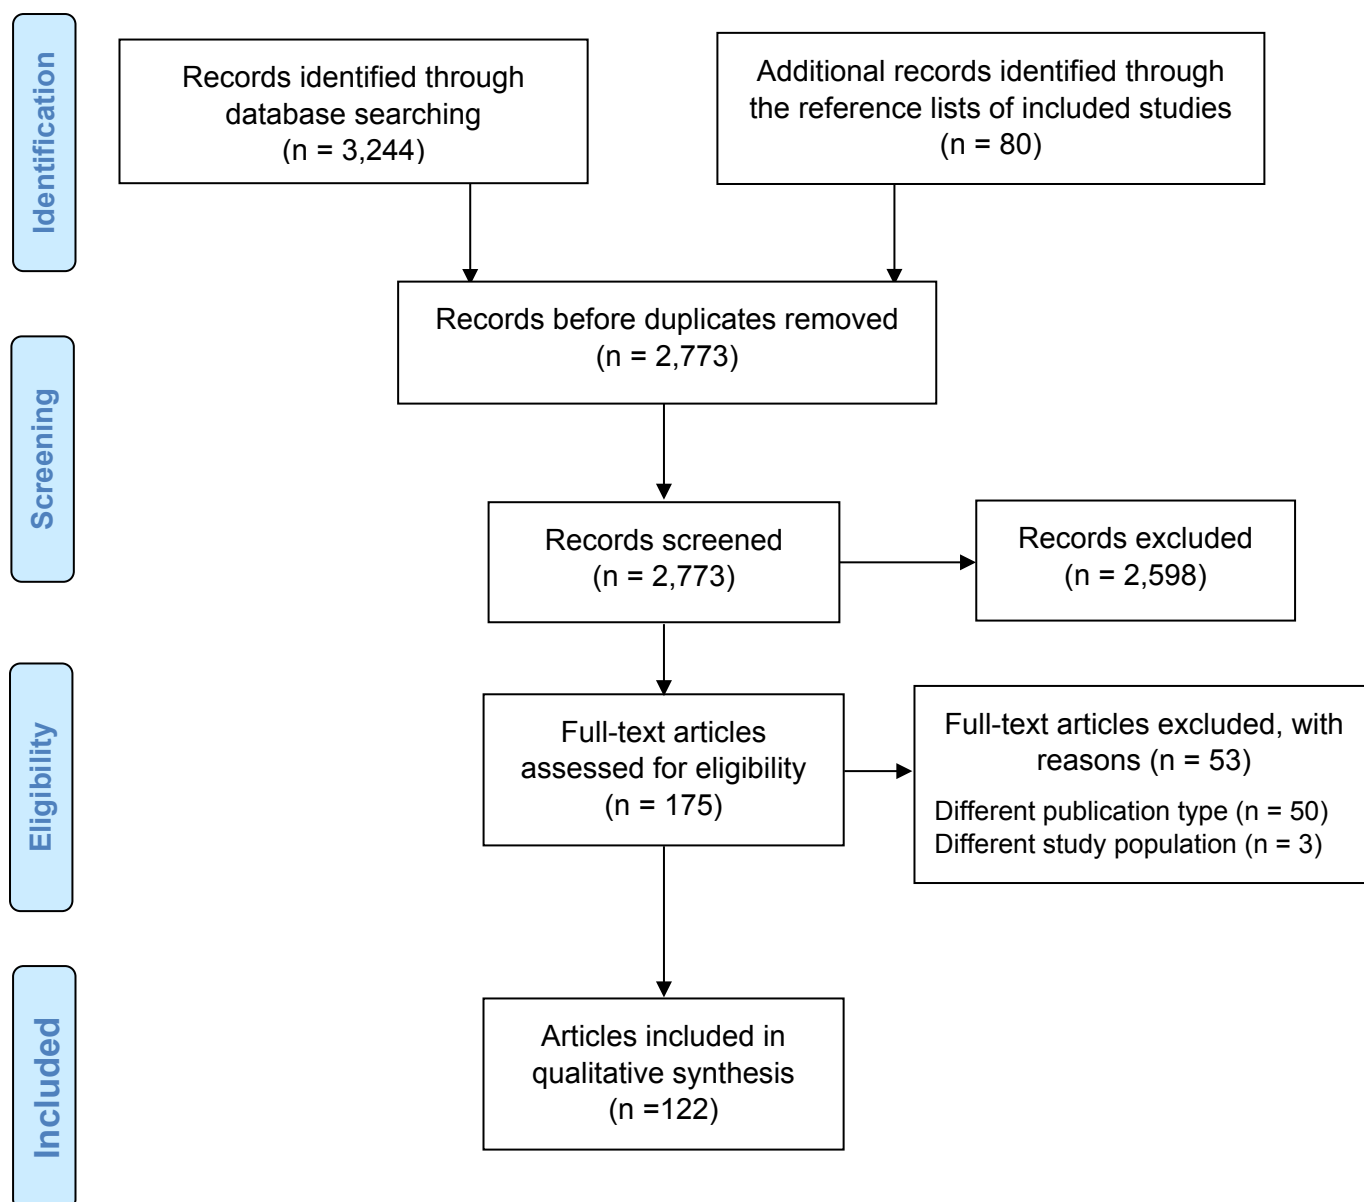 Identification
Records identified through
database searching
(n = 3,244)
Additional records identified through
the reference lists of included studies
(n = 80)
Records before duplicates removed
(n = 2,773)
Screening
Records screened
(n = 2,773)
Records excluded
(n = 2,598)
Eligibility
Full-text articles
assessed for eligibility
(n = 175)
Full-text articles excluded, with
reasons (n = 53)
Different publication type (n = 50)
Different study population (n = 3)
Included
Articles included in
qualitative synthesis
(n =122)